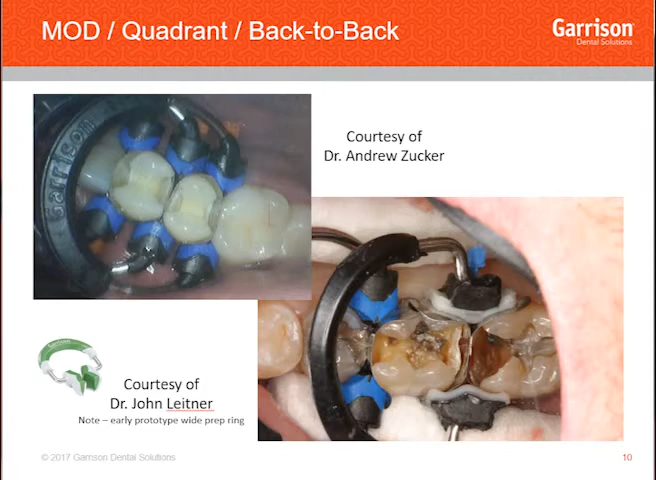 MOD / Quadrant / Back-to-Back
Garrison
Dental Solutions
Garrison
Courtesy of
Dr. Andrew Zucker
Courtesy of
Dr. John Leitner
Note – early prototype wide prep ring
© 2017 Garrison Dental Solutions
10